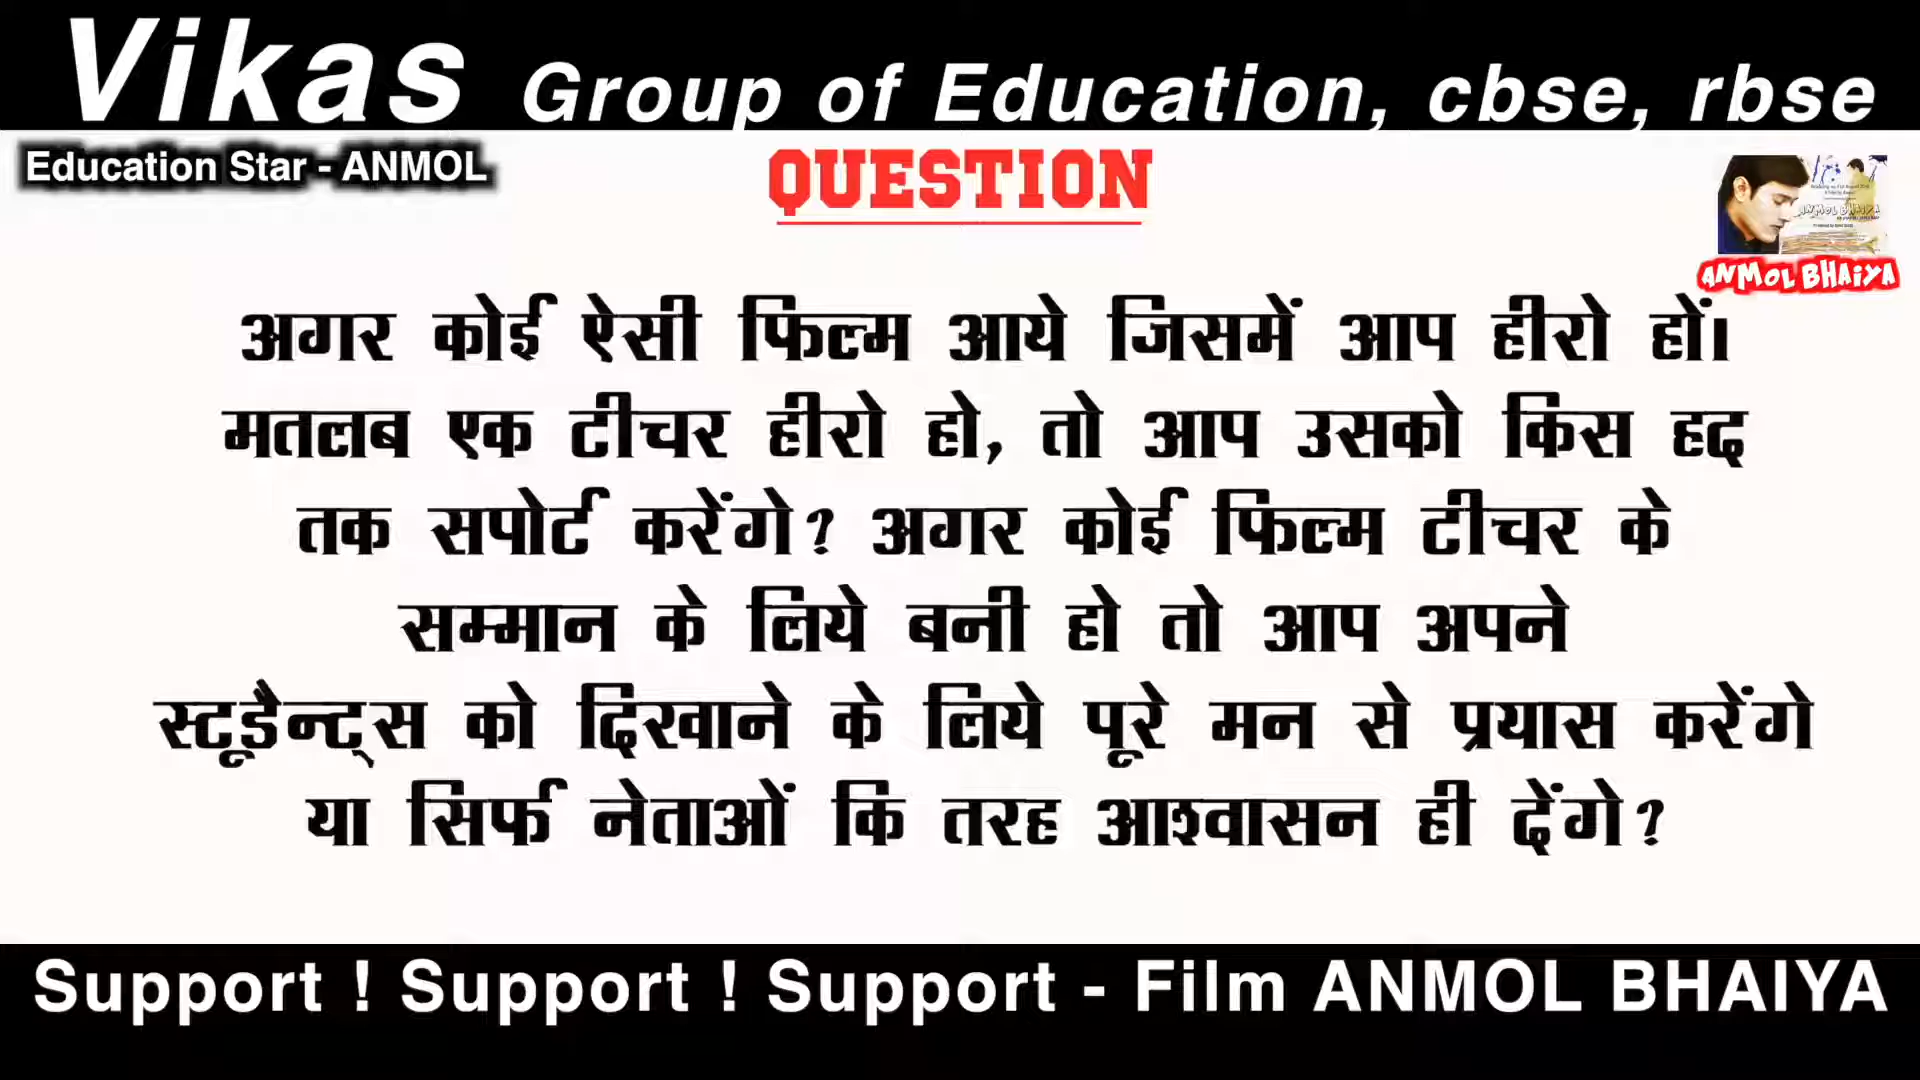 Vikas Group of Education, cbse, rbse
Education Star - ANMOL
QUESTION
ANMOL BHAIYA
ANMOL BHAIYA
अगर कोई ऐसी फिल्म आये जिसमें आप हीरो हों।
मतलब एक टीचर हीरो हो, तो आप उसको किस हद
तक सपोर्ट करेंगे? अगर कोई फिल्म टीचर के
सम्मान के लिये बनी हो तो आप अपने
स्टूडैन्ट्स को दिखाने के लिये पूरे मन से प्रयास करेंगे
या सिर्फ नेताओं कि तरह आश्वासन ही देंगे?
Support ! Support ! Support - Film ANMOL BHAIYA